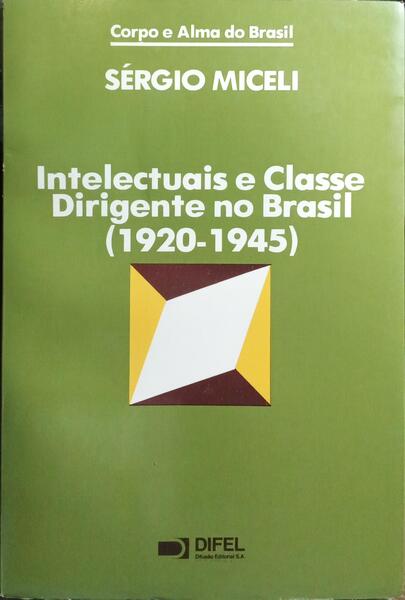 Corpo e Alma do Brasil
SÉRGIO MICELI
Intelectuais e Classe
Dirigente no Brasil
(1920-1945)
DIFEL
Difusão Editorial S.A.